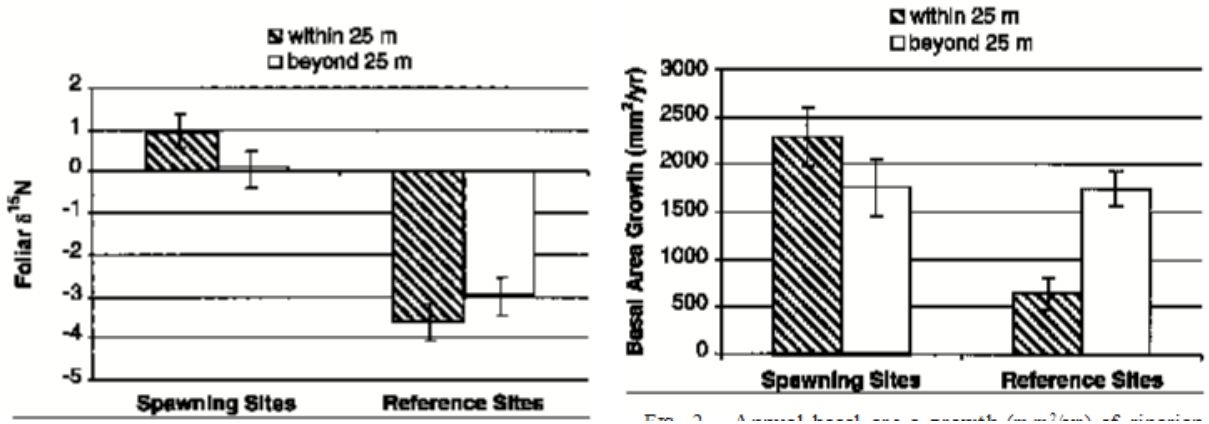 within 25 m
beyond 25 m
2
1
0
-1
-2
-3
-4
-5
Foliar δ¹⁵N
Spawning Sites
Reference Sites
within 25 m
beyond 25 m
3000
2500
2000
1500
1000
500
0
Basal Area Growth (mm²/yr)
Spawning Sites
Reference Sites
2. Annual basal are a growth (mm²/yr) of riparian